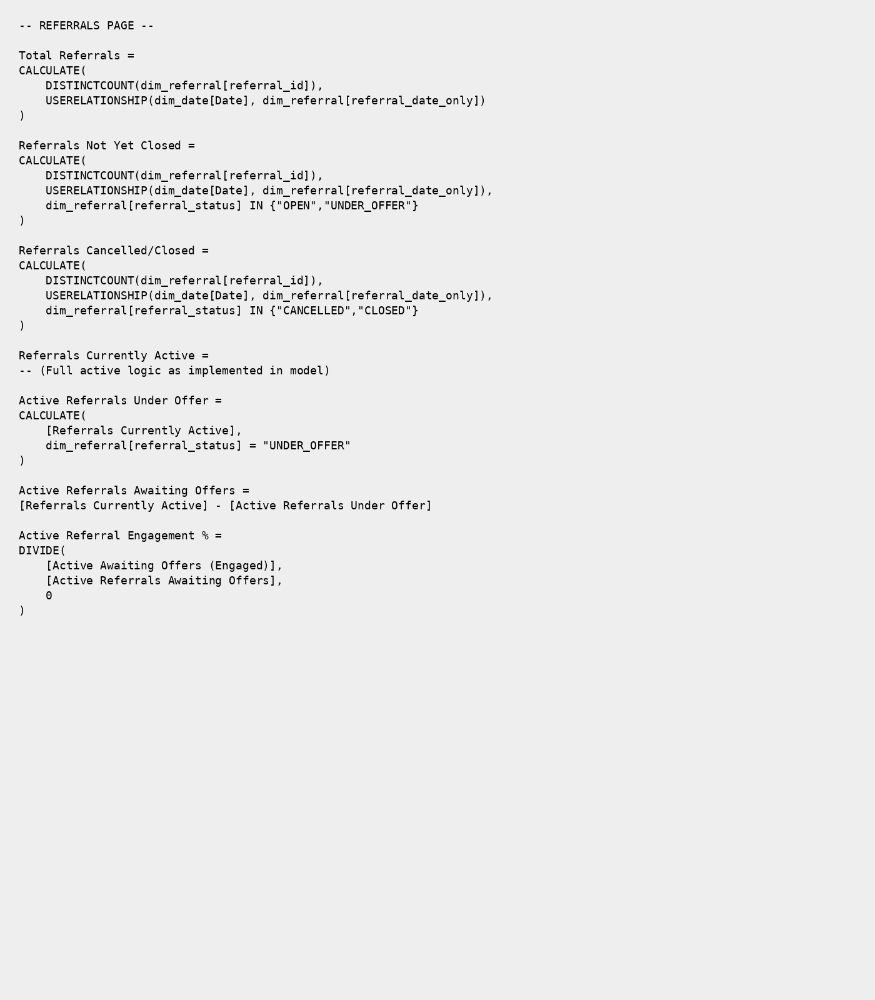 -- REFERRALS PAGE --

Total Referrals =
CALCULATE(
    DISTINCTCOUNT(dim_referral[referral_id]),
    USERELATIONSHIP(dim_date[Date], dim_referral[referral_date_only])
)

Referrals Not Yet Closed =
CALCULATE(
    DISTINCTCOUNT(dim_referral[referral_id]),
    USERELATIONSHIP(dim_date[Date], dim_referral[referral_date_only]),
    dim_referral[referral_status] IN {"OPEN","UNDER_OFFER"}
)

Referrals Cancelled/Closed =
CALCULATE(
    DISTINCTCOUNT(dim_referral[referral_id]),
    USERELATIONSHIP(dim_date[Date], dim_referral[referral_date_only]),
    dim_referral[referral_status] IN {"CANCELLED","CLOSED"}
)

Referrals Currently Active =
-- (Full active logic as implemented in model)

Active Referrals Under Offer =
CALCULATE(
    [Referrals Currently Active],
    dim_referral[referral_status] = "UNDER_OFFER"
)

Active Referrals Awaiting Offers =
[Referrals Currently Active] - [Active Referrals Under Offer]

Active Referral Engagement % =
DIVIDE(
    [Active Awaiting Offers (Engaged)],
    [Active Referrals Awaiting Offers],
    0
)